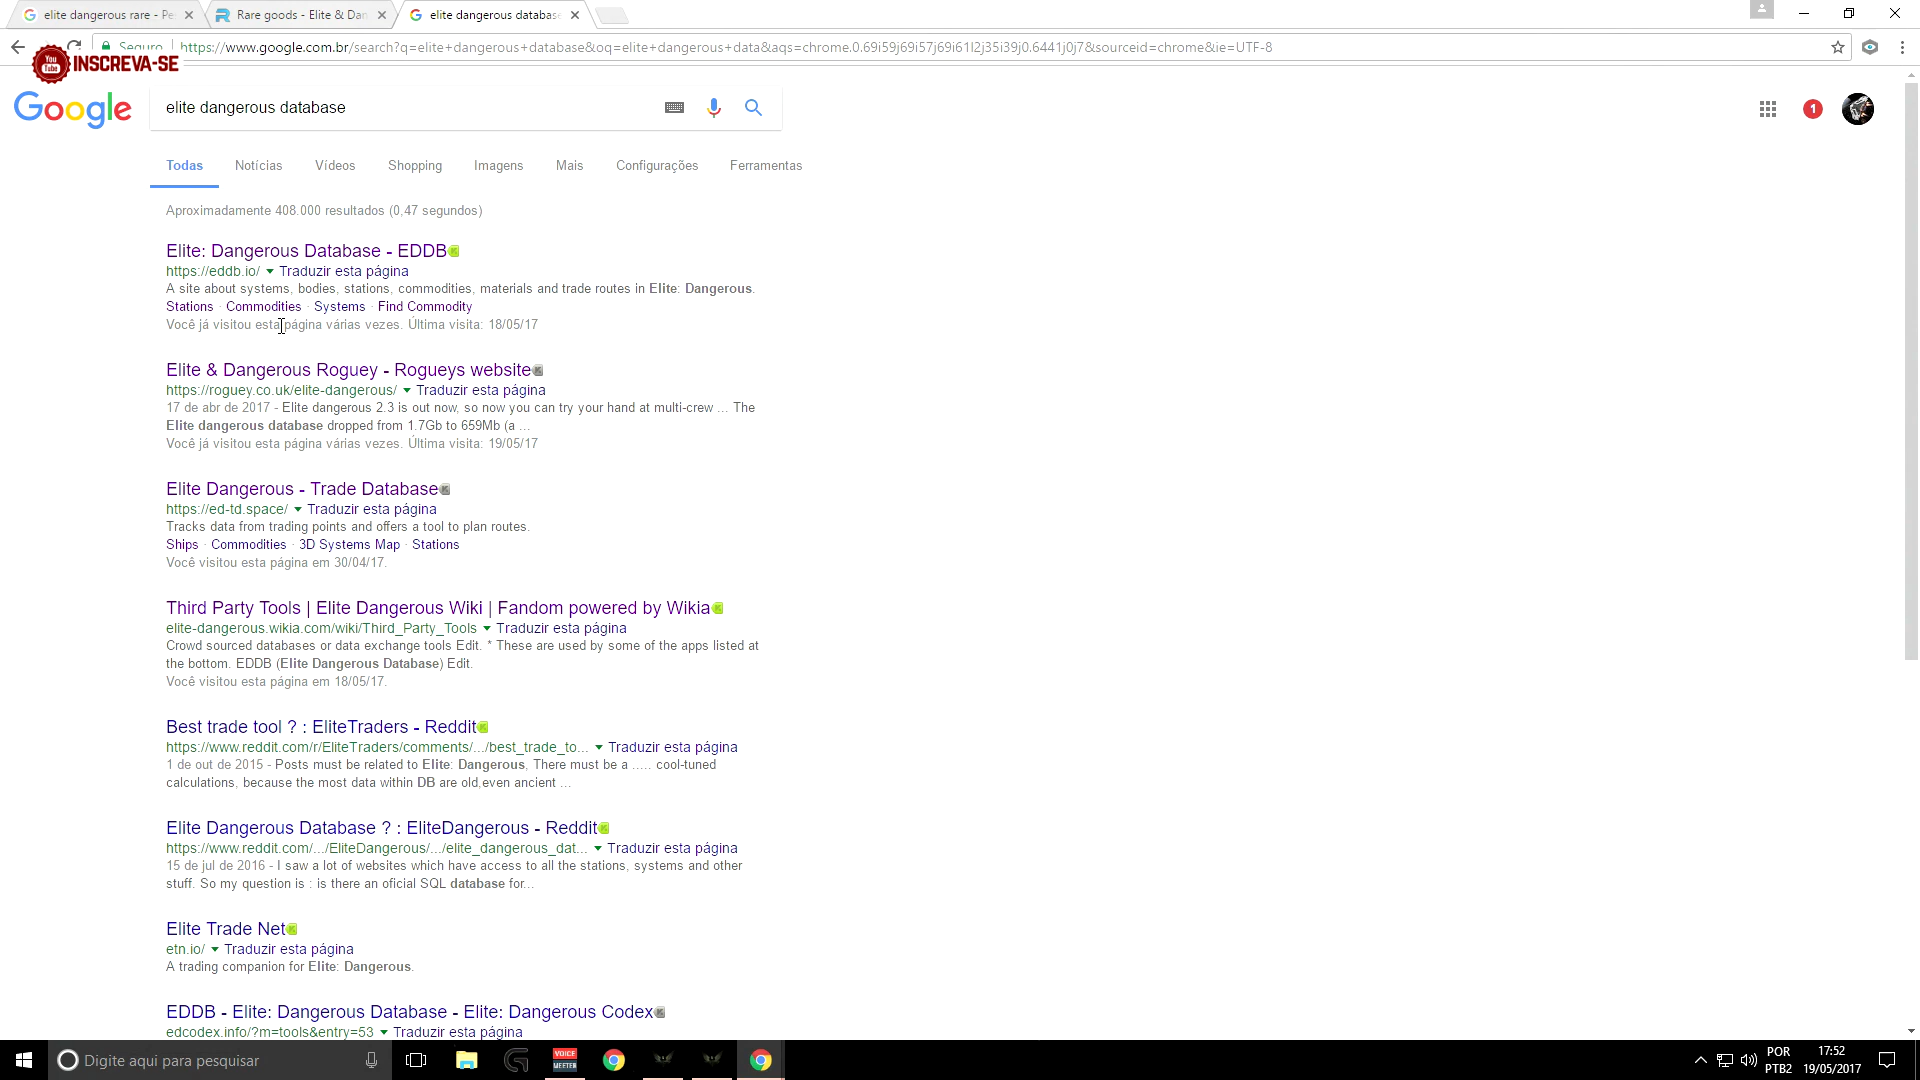 elite dangerous rare - Pe
Rare goods - Elite & Dan
elite dangerous database
Seguro
https://www.google.com.br/search?q=elite+dangerous+database&oq=elite+dangerous+data&aqs=chrome.0.69i59j69i57j69i61l2j35i39j0.6441j0j7&sourceid=chrome&ie=UTF-8
You
Tube
INSCREVA-SE
Google
elite dangerous database
1
Todas
Notícias
Vídeos
Shopping
Imagens
Mais
Configurações
Ferramentas
Aproximadamente 408.000 resultados (0,47 segundos)
Elite: Dangerous Database - EDDB
https://eddb.io/ Traduzir esta página
A site about systems, bodies, stations, commodities, materials and trade routes in Elite: Dangerous.
Stations · Commodities · Systems · Find Commodity
Você já visitou esta página várias vezes. Última visita: 18/05/17
Elite & Dangerous Roguey - Rogueys website
https://roguey.co.uk/elite-dangerous/ Traduzir esta página
17 de abr de 2017 - Elite dangerous 2.3 is out now, so now you can try your hand at multi-crew ... The
Elite dangerous database dropped from 1.7Gb to 659Mb (a ...
Você já visitou esta página várias vezes. Última visita: 19/05/17
Elite Dangerous - Trade Database
https://ed-td.space/ Traduzir esta página
Tracks data from trading points and offers a tool to plan routes.
Ships · Commodities · 3D Systems Map · Stations
Você visitou esta página em 30/04/17.
Third Party Tools | Elite Dangerous Wiki | Fandom powered by Wikia
elite-dangerous.wikia.com/wiki/Third_Party_Tools Traduzir esta página
Crowd sourced databases or data exchange tools Edit. * These are used by some of the apps listed at
the bottom. EDDB (Elite Dangerous Database) Edit.
Você visitou esta página em 18/05/17.
Best trade tool ? : EliteTraders - Reddit
https://www.reddit.com/r/EliteTraders/comments/.../best_trade_to... Traduzir esta página
1 de out de 2015 - Posts must be related to Elite: Dangerous, There must be a ..... cool-tuned
calculations, because the most data within DB are old,even ancient ...
Elite Dangerous Database ? : EliteDangerous - Reddit
https://www.reddit.com/.../EliteDangerous/.../elite_dangerous_dat... Traduzir esta página
15 de jul de 2016 - I saw a lot of websites which have access to all the stations, systems and other
stuff. So my question is : is there an oficial SQL database for...
Elite Trade Net
etn.io/ Traduzir esta página
A trading companion for Elite: Dangerous.
EDDB - Elite: Dangerous Database - Elite: Dangerous Codex
edcodex.info/?m=tools&entry=53 Traduzir esta página
Digite aqui para pesquisar
VOICE
MEETER
POR
PTB2
17:52
19/05/2017